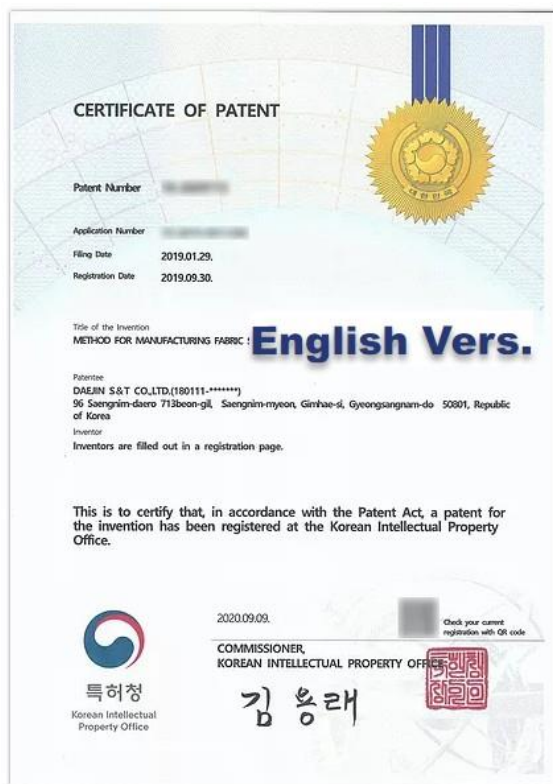 CERTIFICATE OF PATENT
대한민국
Patent Number
Application Number
Filing Date 2019.01.29.
Registration Date 2019.09.30.
Title of the Invention
METHOD FOR MANUFACTURING FABRIC
English Vers.
Patentee
DAEJIN S&T CO.,LTD.(180111-*******)
96 Saengnim-daero 713beon-gil, Saengnim-myeon, Gimhae-si, Gyeongsangnam-do 50801, Republic
of Korea
Inventor
Inventors are filled out in a registration page.
This is to certify that, in accordance with the Patent Act, a patent for
the invention has been registered at the Korean Intellectual Property
Office.
2020.09.09.
Check your current
registration with QR code
COMMISSIONER,
KOREAN INTELLECTUAL PROPERTY OFFICE
김용래
특허청
Korean Intellectual
Property Office